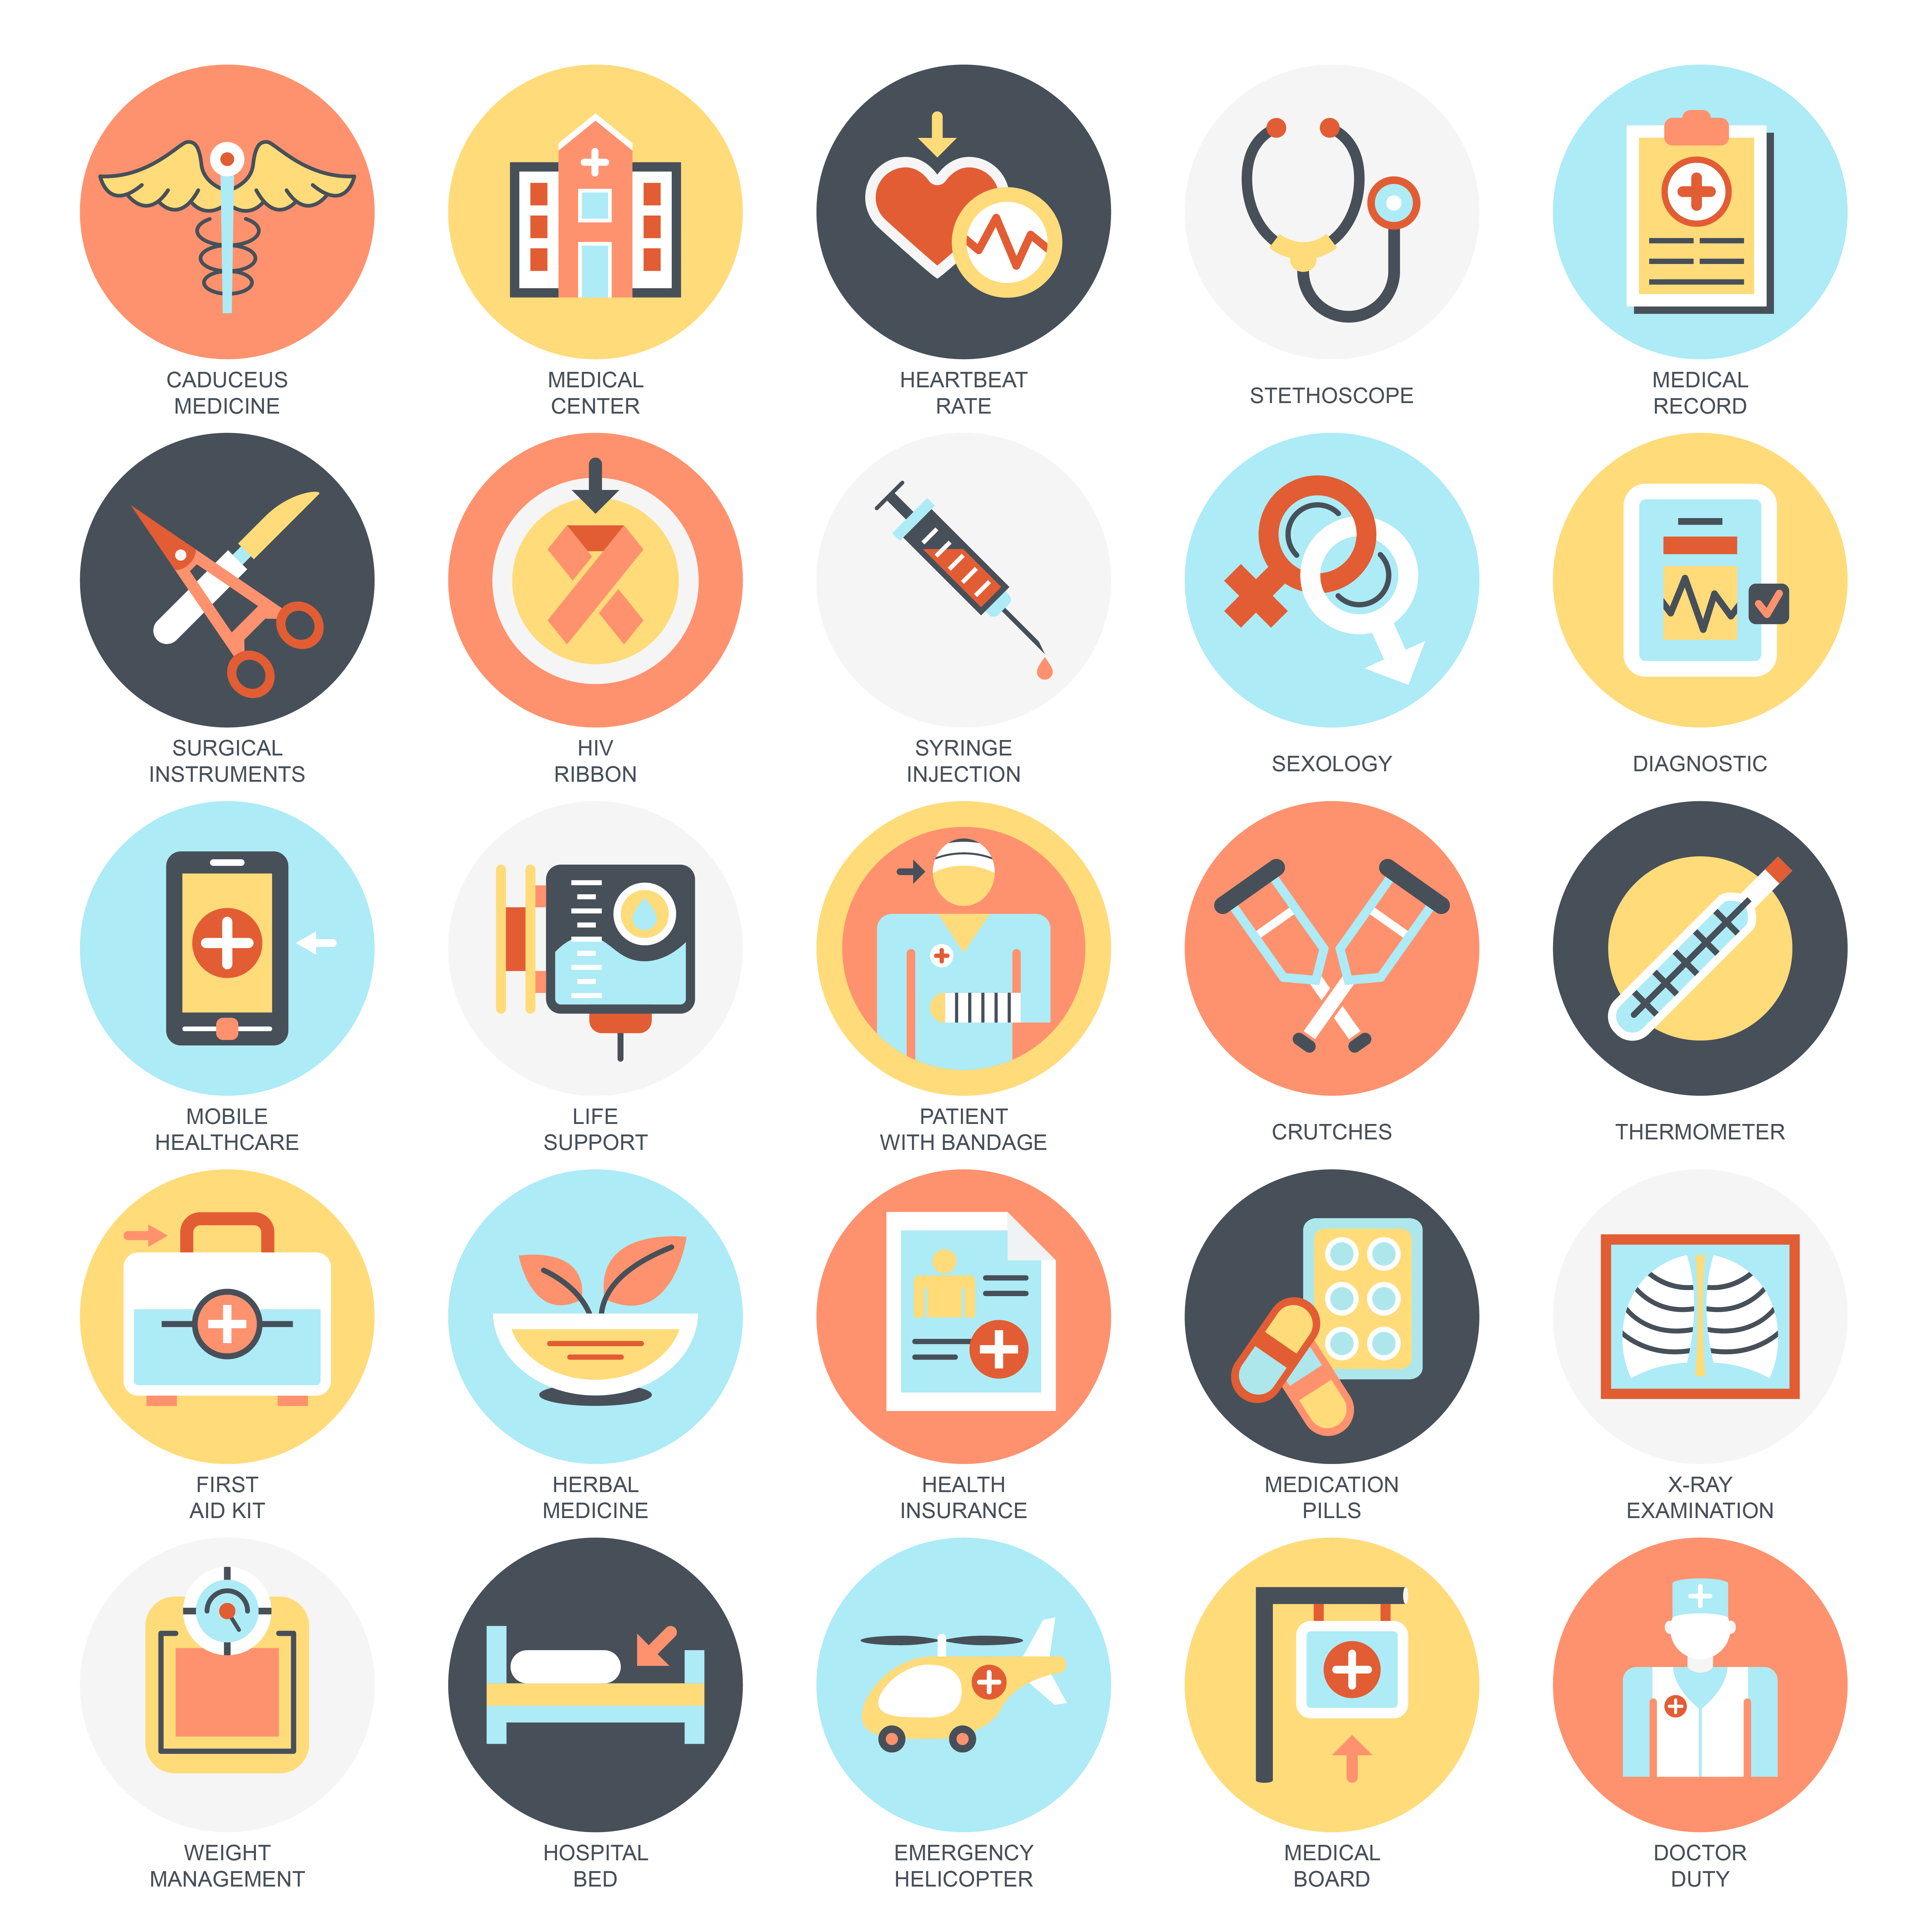 CADUCEUS
MEDICINE
MEDICAL
CENTER
HEARTBEAT
RATE
STETHOSCOPE
MEDICAL
RECORD
SURGICAL
INSTRUMENTS
HIV
RIBBON
SYRINGE
INJECTION
SEXOLOGY
DIAGNOSTIC
MOBILE
HEALTHCARE
LIFE
SUPPORT
PATIENT
WITH BANDAGE
CRUTCHES
THERMOMETER
FIRST
AID KIT
HERBAL
MEDICINE
HEALTH
INSURANCE
MEDICATION
PILLS
X-RAY
EXAMINATION
WEIGHT
MANAGEMENT
HOSPITAL
BED
EMERGENCY
HELICOPTER
MEDICAL
BOARD
DOCTOR
DUTY